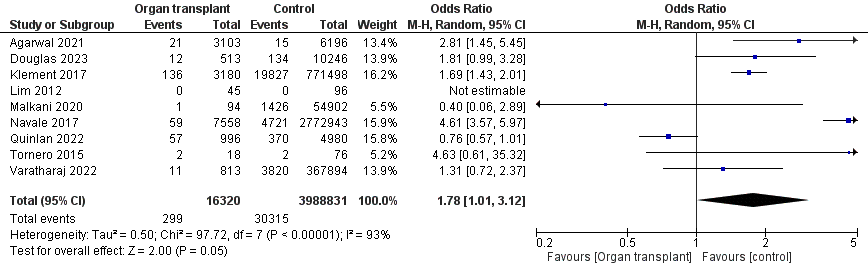 Organ transplant Control Odds Ratio Odds Ratio
Study or Subgroup Events Total Events Total Weight M-H, Random, 95% CI M-H, Random, 95% CI
Agarwal 2021 21 3103 15 6196 13.4% 2.81 [1.45, 5.45]
Douglas 2023 12 513 134 10246 13.9% 1.81 [0.99, 3.28]
Klement 2017 136 3180 19827 771498 16.2% 1.69 [1.43, 2.01]
Lim 2012 0 45 0 96 Not estimable
Malkani 2020 1 94 1426 54902 5.5% 0.40 [0.06, 2.89]
Navale 2017 59 7558 4721 2772943 15.9% 4.61 [3.57, 5.97]
Quinlan 2022 57 996 370 4980 15.8% 0.76 [0.57, 1.01]
Tornero 2015 2 18 2 76 5.2% 4.63 [0.61, 35.32]
Varatharaj 2022 11 813 3820 367894 13.9% 1.31 [0.72, 2.37]
Total (95% CI) 16320 3988831 100.0% 1.78 [1.01, 3.12]
Total events 299 30315
Heterogeneity: Tau² = 0.50; Chi² = 97.72, df = 7 (P < 0.00001); I² = 93%
Test for overall effect: Z = 2.00 (P = 0.05)
0.2 0.5 1 2 5
Favours [Organ transplant] Favours [control]